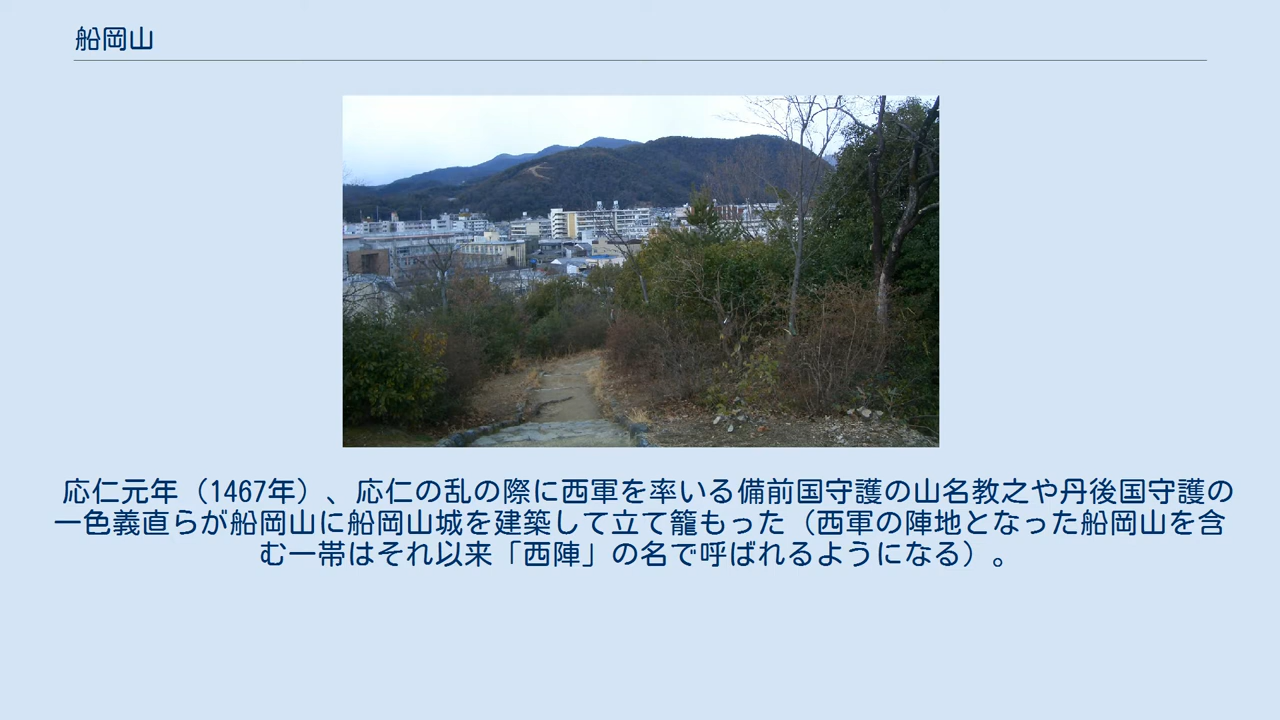 船岡山
応仁元年（1467年）、応仁の乱の際に西軍を率いる備前国守護の山名教之や丹後国守護の
一色義直らが船岡山に船岡山城を建築して立て籠もった（西軍の陣地となった船岡山を含
む一帯はそれ以来「西陣」の名で呼ばれるようになる）。